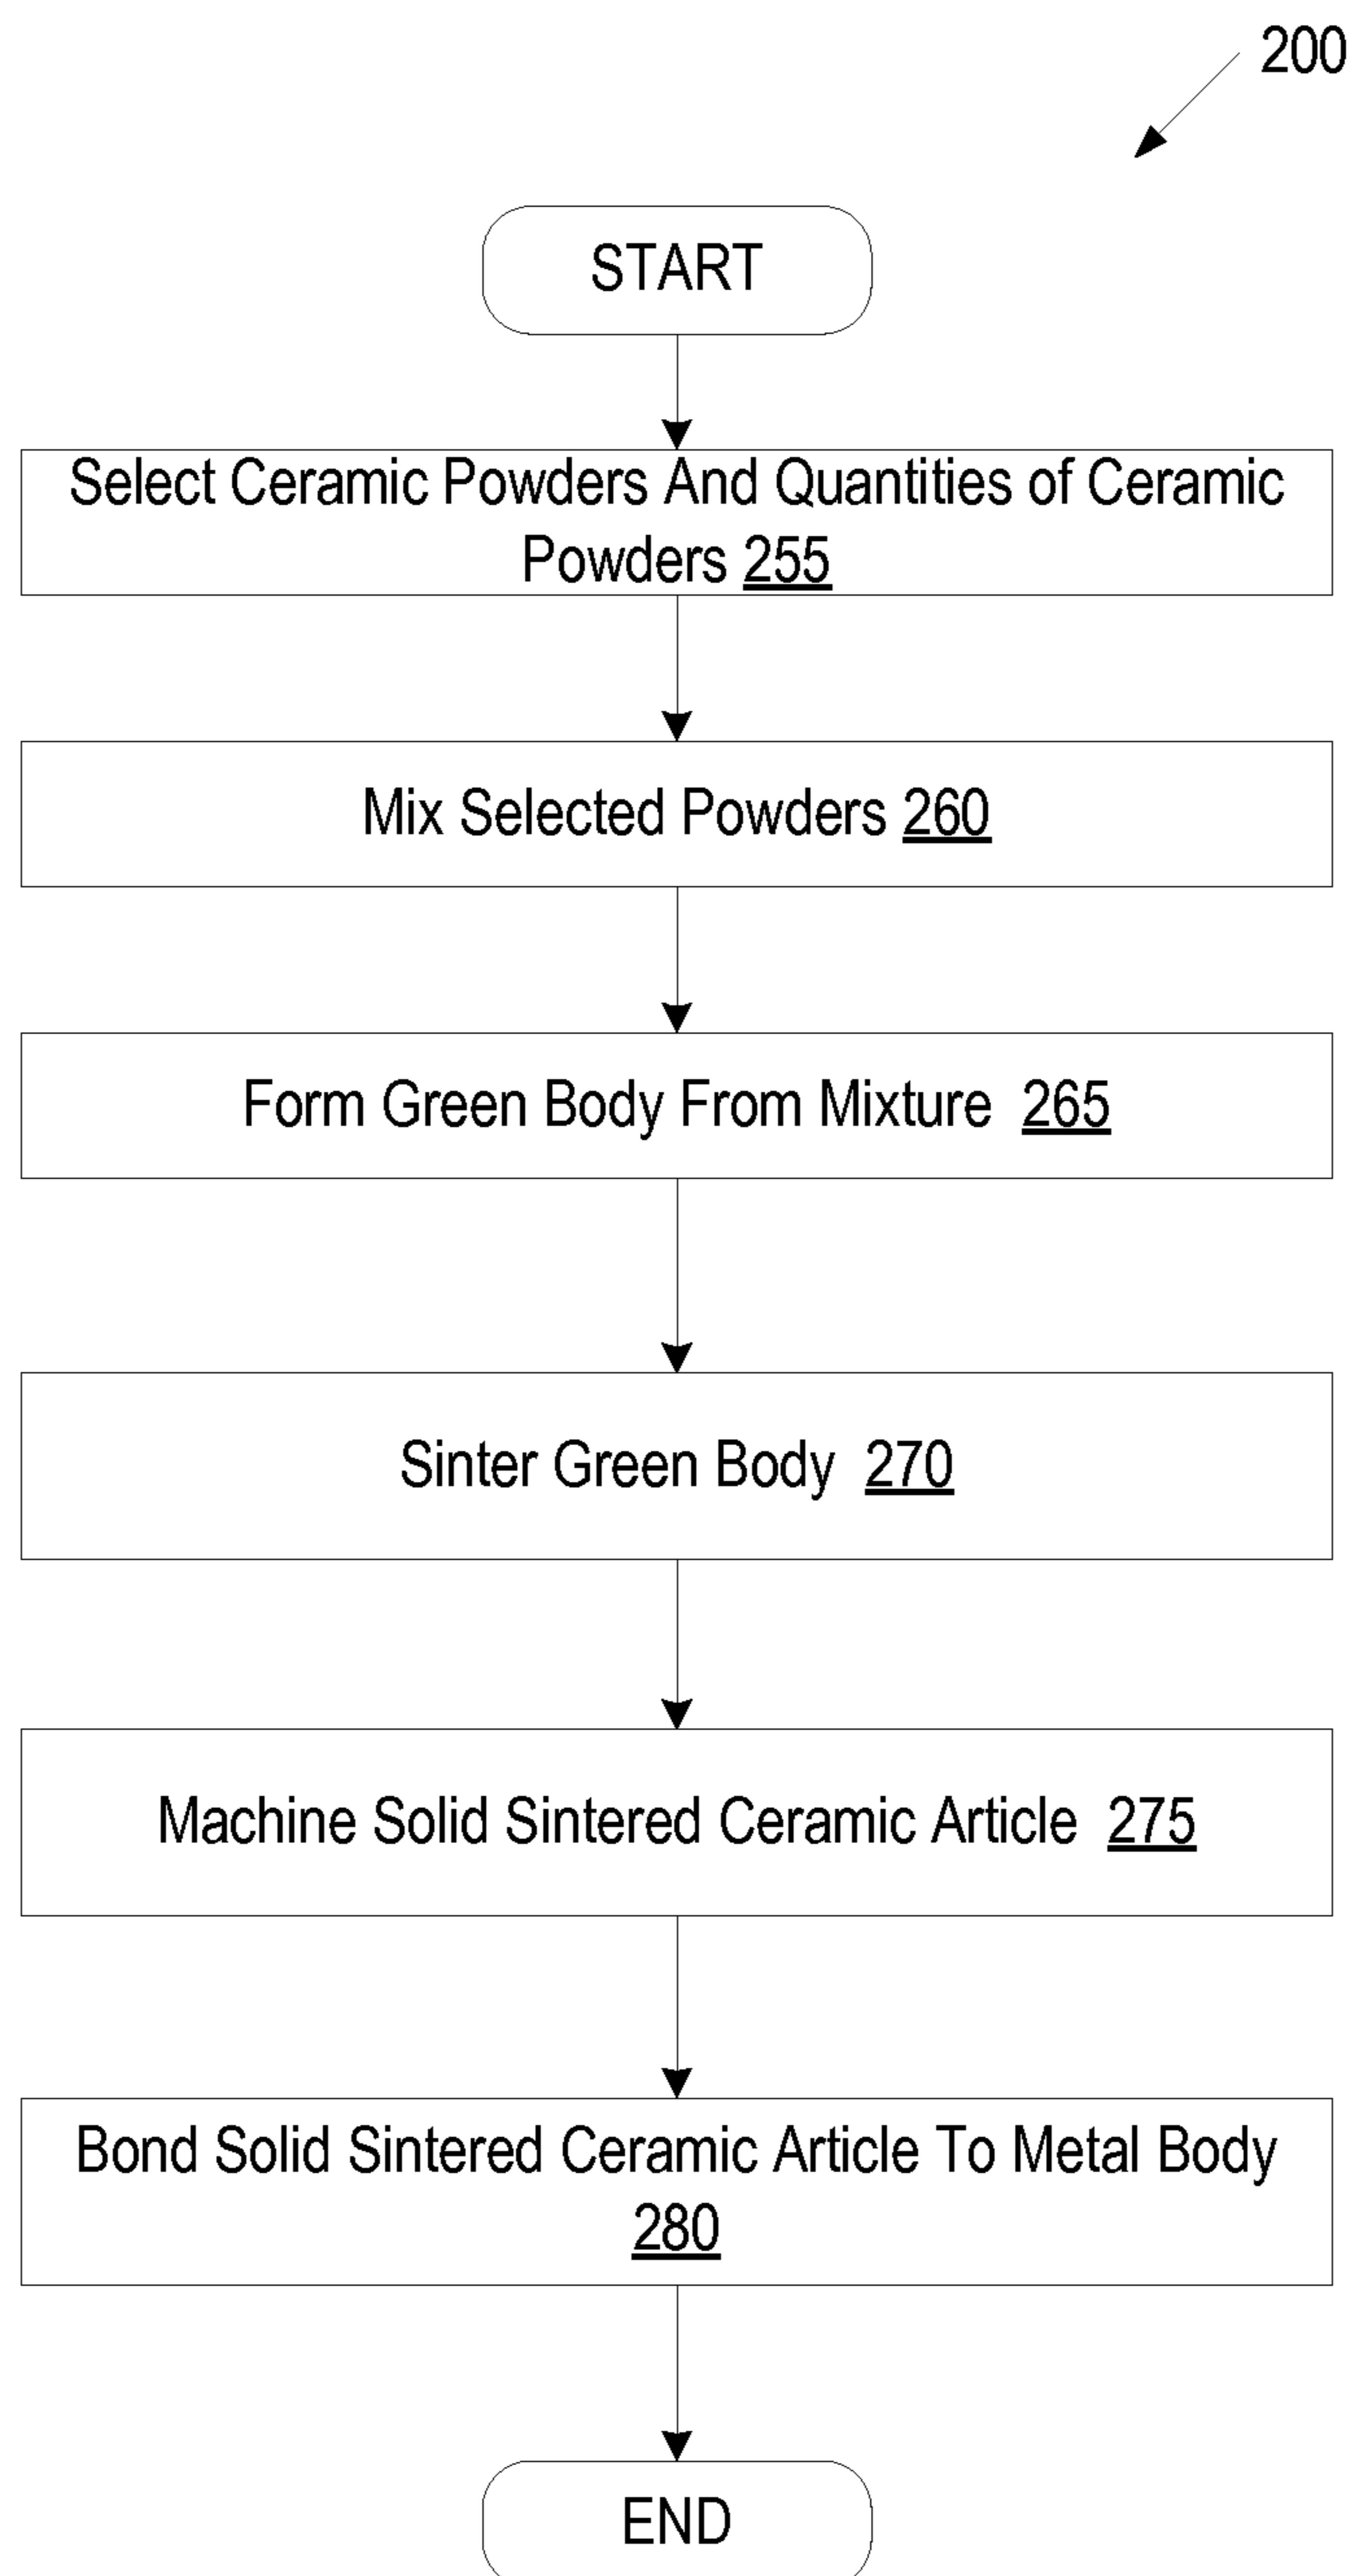 200
START
Select Ceramic Powders And Quantities of Ceramic
Powders 255
Mix Selected Powders 260
Form Green Body From Mixture 265
Sinter Green Body 270
Machine Solid Sintered Ceramic Article 275
Bond Solid Sintered Ceramic Article To Metal Body
280
END